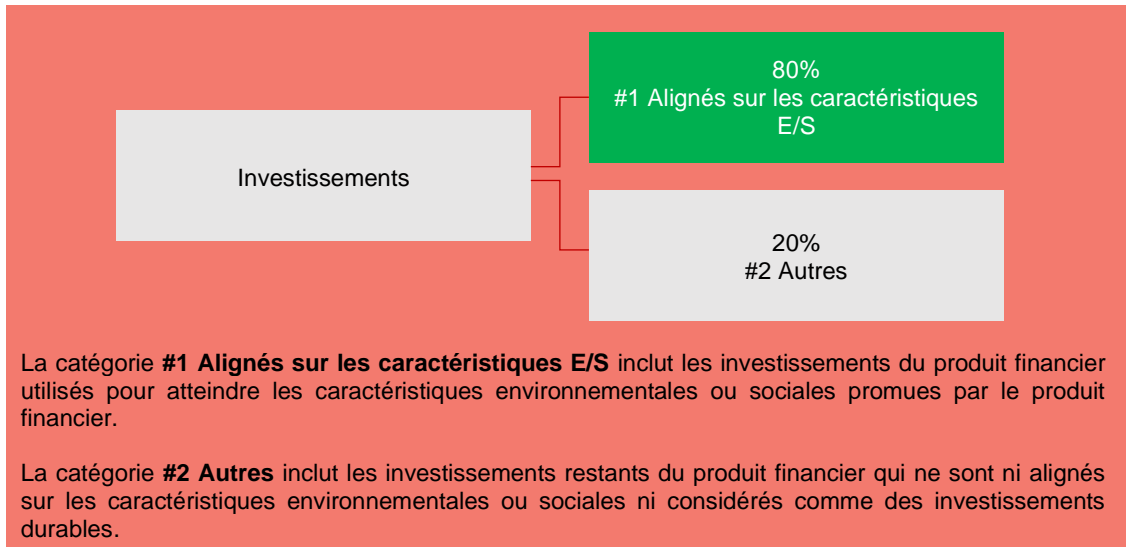 80%
#1 Alignés sur les caractéristiques
E/S
Investissements
20%
#2 Autres
La catégorie #1 Alignés sur les caractéristiques E/S inclut les investissements du produit financier
utilisés pour atteindre les caractéristiques environnementales ou sociales promues par le produit
financier.
La catégorie #2 Autres inclut les investissements restants du produit financier qui ne sont ni alignés
sur les caractéristiques environnementales ou sociales ni considérés comme des investissements
durables.